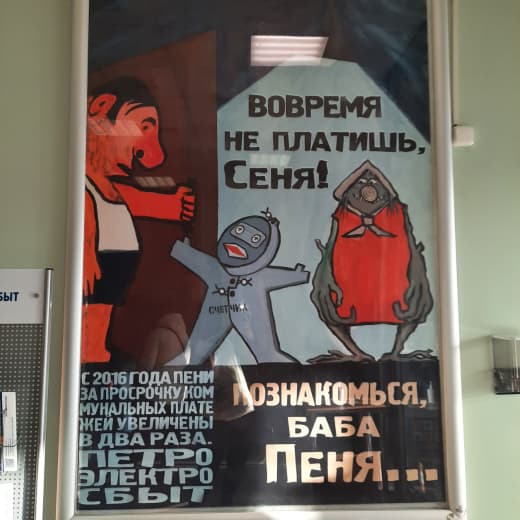 ВОВРЕМЯ
НЕ ПЛАТИШЬ,
СЕНЯ!
СЧЕТЧИК
С 2016 ГОДА ПЕНИ
ЗА ПРОСРОЧКУ КОМ
МУНАЛЬНЫХ ПЛАТЕ
ЖЕЙ УВЕЛИЧЕНЫ
В ДВА РАЗА.
ПЕТРО
ЭЛЕКТРО
СБЫТ
ПОЗНАКОМЬСЯ,
БАБА
ПЕНЯ...
БЫТ